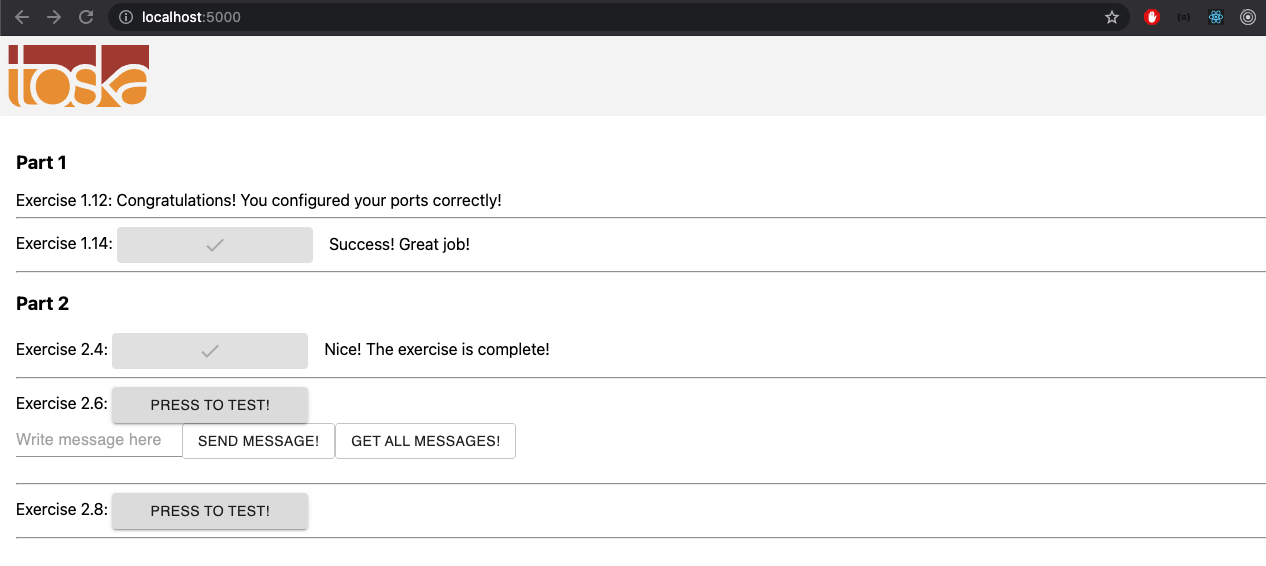 localhost:5000
toska
Part 1
Exercise 1.12: Congratulations! You configured your ports correctly!
Exercise 1.14: Success! Great job!
Part 2
Exercise 2.4: Nice! The exercise is complete!
Exercise 2.6: PRESS TO TEST!
Write message here SEND MESSAGE! GET ALL MESSAGES!
Exercise 2.8: PRESS TO TEST!